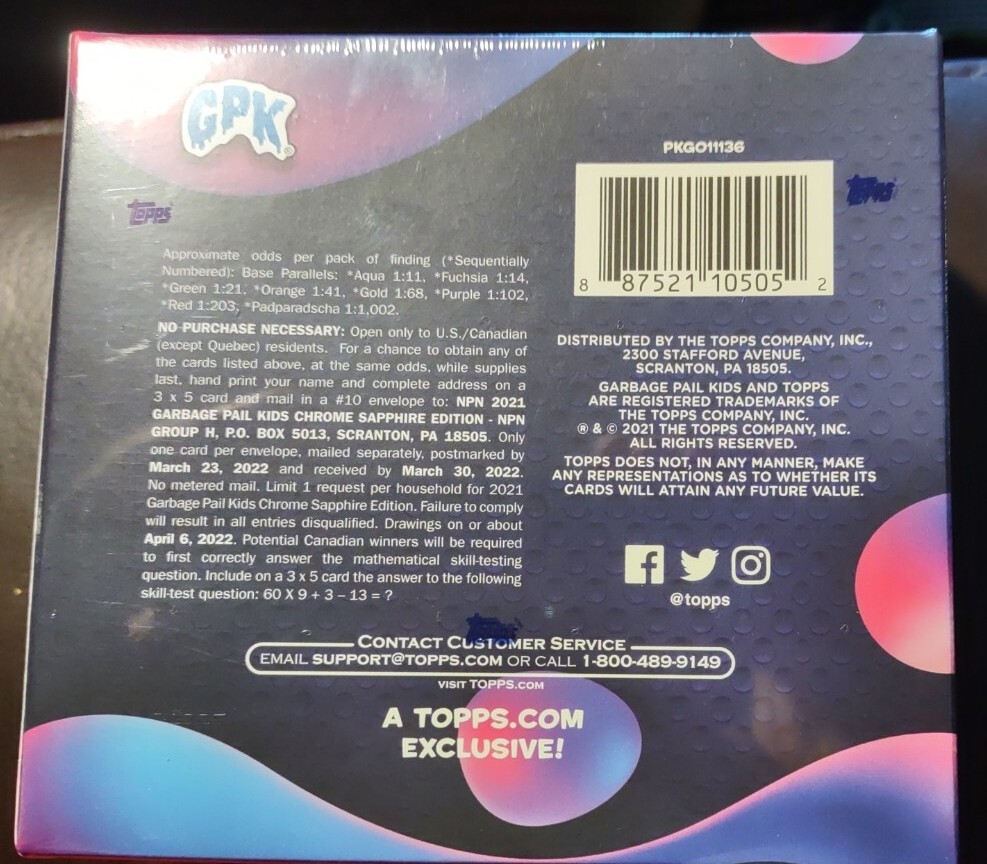 GPK
Topps
Approximate odds per pack of finding (*Sequentially
Numbered): Base Parallels: *Aqua 1:11, *Fuchsia 1:14,
*Green 1:21, *Orange 1:41, *Gold 1:68, *Purple 1:102,
*Red 1:203, *Padparadscha 1:1,002.
NO PURCHASE NECESSARY: Open only to U.S./Canadian
(except Quebec) residents. For a chance to obtain any of
the cards listed above, at the same odds, while supplies
last, hand print your name and complete address on a
3 x 5 card and mail in a #10 envelope to: NPN 2021
GARBAGE PAIL KIDS CHROME SAPPHIRE EDITION - NPN
GROUP H, P.O. BOX 5013, SCRANTON, PA 18505. Only
one card per envelope, mailed separately, postmarked by
March 23, 2022 and received by March 30, 2022.
No metered mail. Limit 1 request per household for 2021
Garbage Pail Kids Chrome Sapphire Edition. Failure to comply
will result in all entries disqualified. Drawings on or about
April 6, 2022. Potential Canadian winners will be required
to first correctly answer the mathematical skill-testing
question. Include on a 3 x 5 card the answer to the following
skill-test question: 60 X 9 + 3 – 13 = ?
PKGO11136
Topps
8 87521 10505 2
DISTRIBUTED BY THE TOPPS COMPANY, INC.,
2300 STAFFORD AVENUE,
SCRANTON, PA 18505.
GARBAGE PAIL KIDS AND TOPPS
ARE REGISTERED TRADEMARKS OF
THE TOPPS COMPANY, INC.
® & © 2021 THE TOPPS COMPANY, INC.
ALL RIGHTS RESERVED.
TOPPS DOES NOT, IN ANY MANNER, MAKE
ANY REPRESENTATIONS AS TO WHETHER ITS
CARDS WILL ATTAIN ANY FUTURE VALUE.
@topps
CONTACT CUSTOMER SERVICE
EMAIL SUPPORT@TOPPS.COM OR CALL 1-800-489-9149
VISIT TOPPS.COM
A TOPPS.COM
EXCLUSIVE!